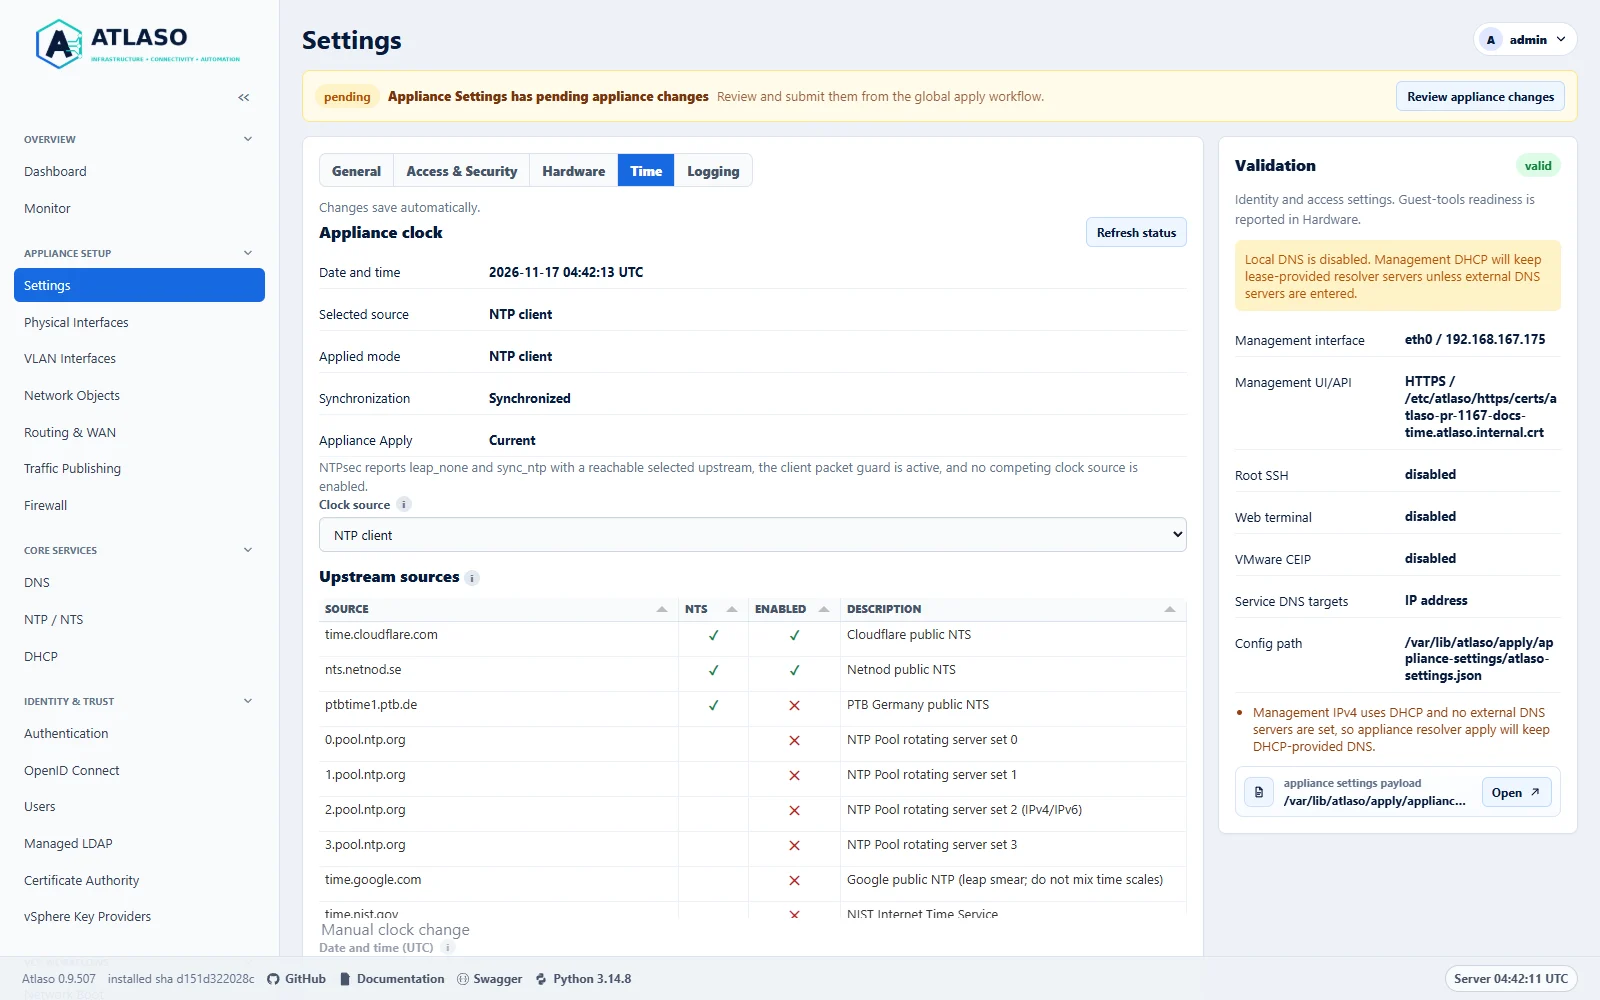 ATLASO
INFRASTRUCTURE • CONNECTIVITY • AUTOMATION
OVERVIEW
Dashboard
Monitor
APPLIANCE SETUP
Settings
Physical Interfaces
VLAN Interfaces
Network Objects
Routing & WAN
Traffic Publishing
Firewall
CORE SERVICES
DNS
NTP / NTS
DHCP
IDENTITY & TRUST
Authentication
OpenID Connect
Users
Managed LDAP
Certificate Authority
vSphere Key Providers
Network Boot
Settings
A admin
pending Appliance Settings has pending appliance changes Review and submit them from the global apply workflow.
Review appliance changes
General Access & Security Hardware Time Logging
Changes save automatically.
Appliance clock
Refresh status
Date and time 2026-11-17 04:42:13 UTC
Selected source NTP client
Applied mode NTP client
Synchronization Synchronized
Appliance Apply Current
NTPsec reports leap_none and sync_ntp with a reachable selected upstream, the client packet guard is active, and no competing clock source is
enabled.
Clock source i
NTP client
Upstream sources i
SOURCE NTS ENABLED DESCRIPTION
time.cloudflare.com ✓ ✓ Cloudflare public NTS
nts.netnod.se ✓ ✓ Netnod public NTS
ptbtime1.ptb.de ✓ ✕ PTB Germany public NTS
0.pool.ntp.org ✕ NTP Pool rotating server set 0
1.pool.ntp.org ✕ NTP Pool rotating server set 1
2.pool.ntp.org ✕ NTP Pool rotating server set 2 (IPv4/IPv6)
3.pool.ntp.org ✕ NTP Pool rotating server set 3
time.google.com ✕ Google public NTP (leap smear; do not mix time scales)
time.nist.gov ✕ NIST Internet Time Service
Manual clock change
Date and time (UTC) i
Validation
valid
Identity and access settings. Guest-tools readiness is
reported in Hardware.
Local DNS is disabled. Management DHCP will keep
lease-provided resolver servers unless external DNS
servers are entered.
Management interface eth0 / 192.168.167.175
Management UI/API HTTPS /
/etc/atlaso/https/certs/a
tlaso-pr-1167-docs-
time.atlaso.internal.crt
Root SSH disabled
Web terminal disabled
VMware CEIP disabled
Service DNS targets IP address
Config path /var/lib/atlaso/apply/ap
pliance-settings/atlaso-
settings.json
• Management IPv4 uses DHCP and no external DNS
servers are set, so appliance resolver apply will keep
DHCP-provided DNS.
appliance settings payload
/var/lib/atlaso/apply/applianc...
Open
Atlaso 0.9.507 installed sha d151d322028c GitHub Documentation Swagger Python 3.14.8
Server 04:42:11 UTC